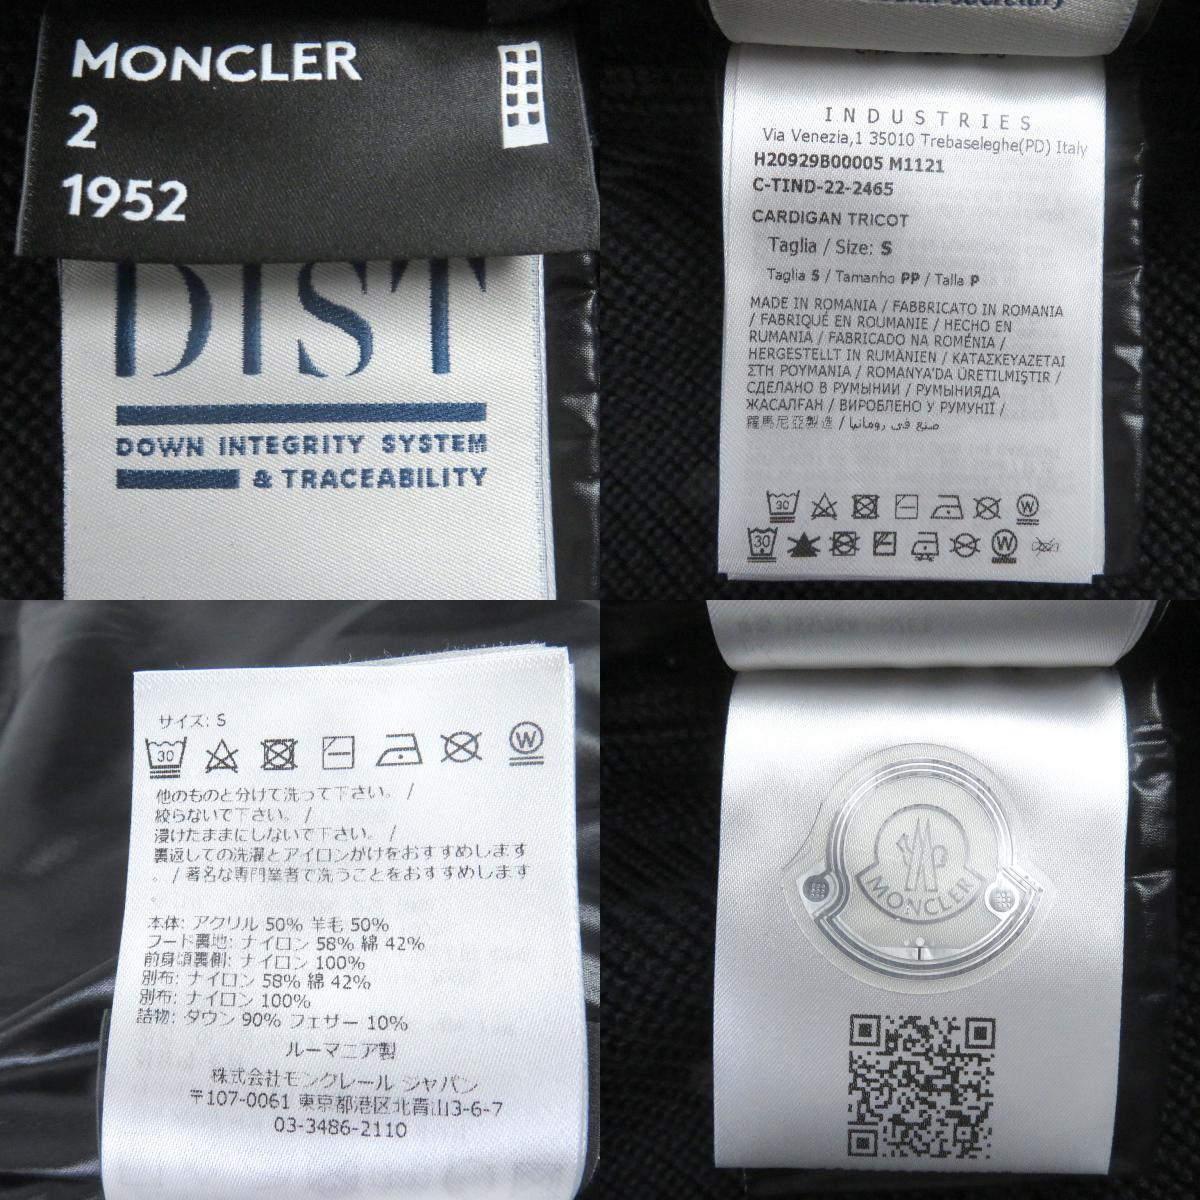 MONCLER
2
1952
DIST
DOWN INTEGRITY SYSTEM
& TRACEABILITY
INDUSTRIES
Via Venezia,1 35010 Trebaseleghe(PD) Italy
H20929B00005 M1121
C-TIND-22-2465
CARDIGAN TRICOT
Taglia / Size: S
Taglia S / Tamanho PP / Talla P
MADE IN ROMANIA / FABBRICATO IN ROMANIA
/ FABRIQUÉ EN ROUMANIE / HECHO EN
RUMANIA / FABRICADO NA ROMÉNIA /
HERGESTELLT IN RUMÄNIEN / ΚΑΤΑΣΚΕΥΑΖΕΤΑΙ
ΣΤΗ ΡΟΥΜΑΝΙΑ / ROMANYA'DA ÜRETILMIŞTIR /
СДЕЛАНО В РУМЫНИИ / РУМЫНИЯДА
ЖАСАЛҒАН / ВИРОБЛЕНО У РУМУНІЇ /
羅馬尼亞製造 / صنع في رومانيا
30
W
30
W
サイズ: S
30
W
他のものと分けて洗って下さい。 /
絞らないで下さい。 /
浸けたままにしないで下さい。 /
裏返しての洗濯とアイロンがけをおすすめします
。 / 著名な専門業者で洗うことをおすすめします
。
本体: アクリル 50% 羊毛 50%
フード裏地: ナイロン 58% 綿 42%
前身頃裏側: ナイロン 100%
別布: ナイロン 58% 綿 42%
別布: ナイロン 100%
詰物: ダウン 90% フェザー 10%
ルーマニア製
株式会社モンクレール ジャパン
〒107-0061 東京都港区北青山3-6-7
03-3486-2110
MONCLER